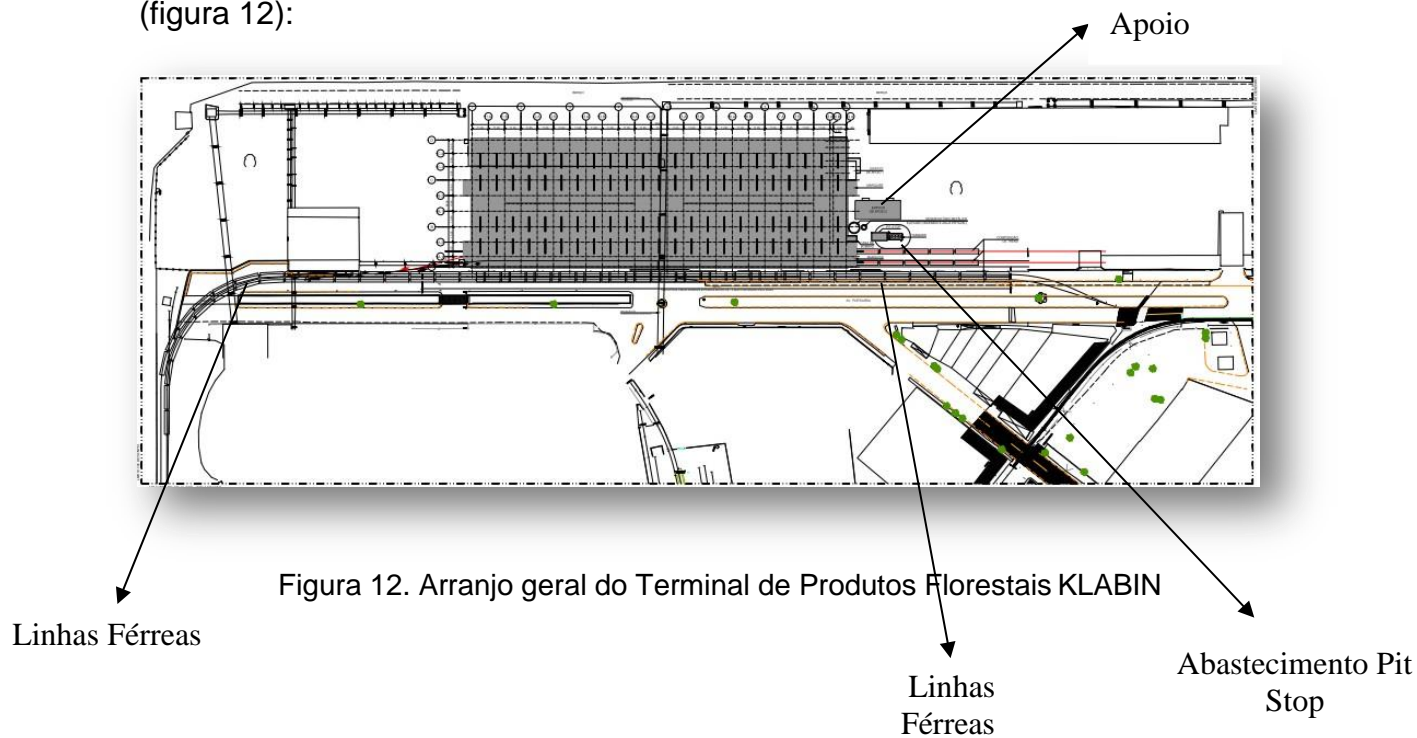 (figura 12):
Apoio
Figura 12. Arranjo geral do Terminal de Produtos Florestais KLABIN
Linhas Férreas
Linhas
Férreas
Abastecimento Pit
Stop